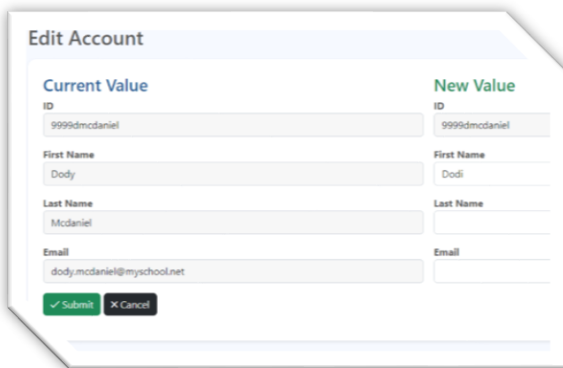 Edit Account
Current Value
New Value
ID
ID
9999dmcdaniel
9999dmcdaniel
First Name
First Name
Dody
Dodi
Last Name
Last Name
Mcdaniel
Email
Email
dody.mcdaniel@myschool.net
✓ Submit
✕ Cancel